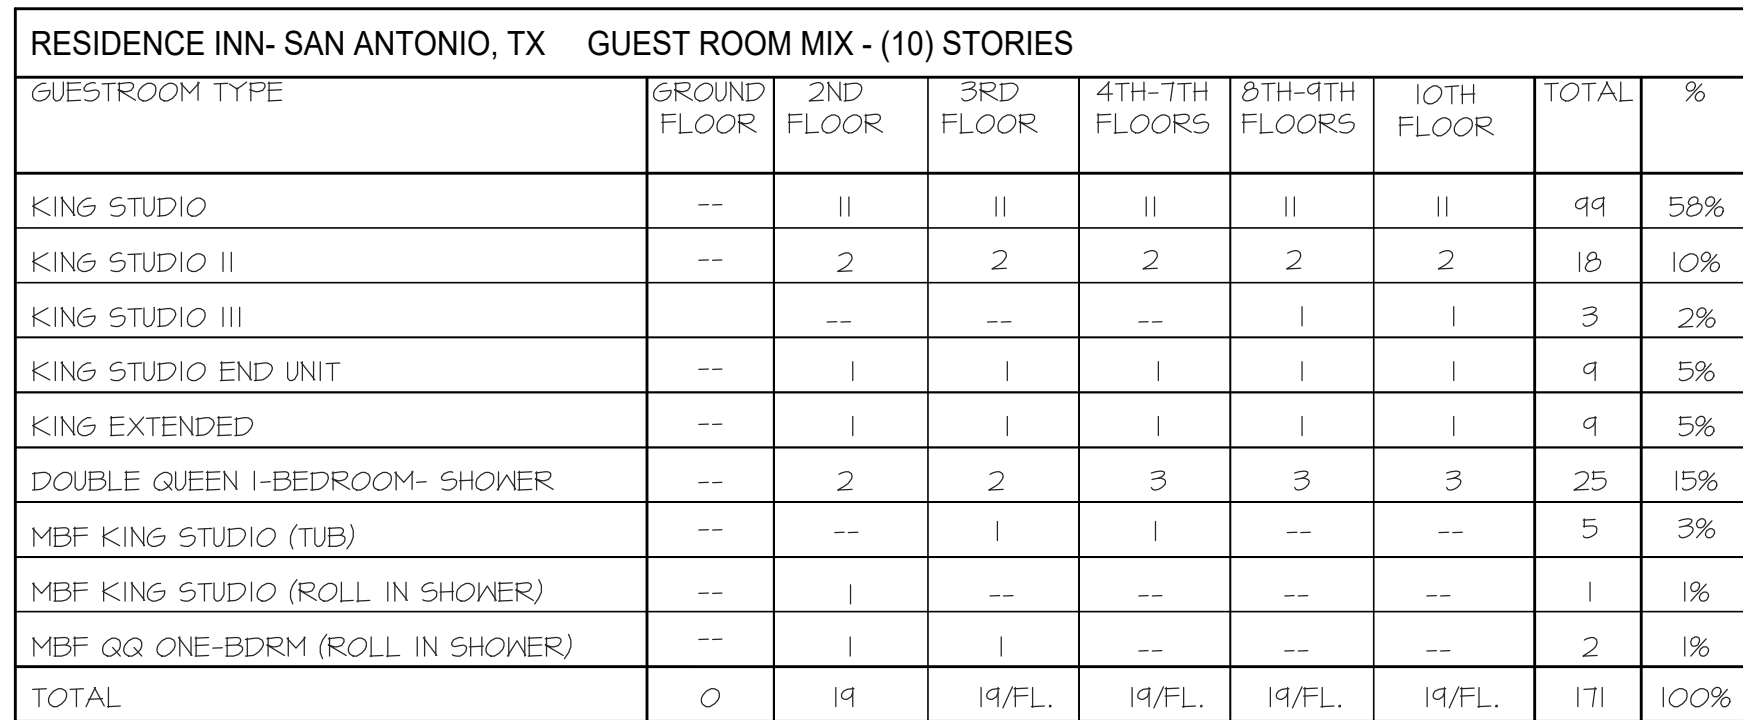 RESIDENCE INN- SAN ANTONIO, TX GUEST ROOM MIX - (10) STORIES
GUESTROOM TYPE GROUND FLOOR 2ND FLOOR 3RD FLOOR 4TH-7TH FLOORS 8TH-9TH FLOORS 10TH FLOOR TOTAL %
KING STUDIO -- 11 11 11 11 11 99 58%
KING STUDIO II -- 2 2 2 2 2 18 10%
KING STUDIO III -- -- -- 1 1 3 2%
KING STUDIO END UNIT -- 1 1 1 1 1 9 5%
KING EXTENDED -- 1 1 1 1 1 9 5%
DOUBLE QUEEN 1-BEDROOM- SHOWER -- 2 2 3 3 3 25 15%
MBF KING STUDIO (TUB) -- -- 1 1 -- -- 5 3%
MBF KING STUDIO (ROLL IN SHOWER) -- 1 -- -- -- -- 1 1%
MBF QQ ONE-BDRM (ROLL IN SHOWER) -- 1 1 -- -- -- 2 1%
TOTAL 0 19 19/FL. 19/FL. 19/FL. 19/FL. 171 100%